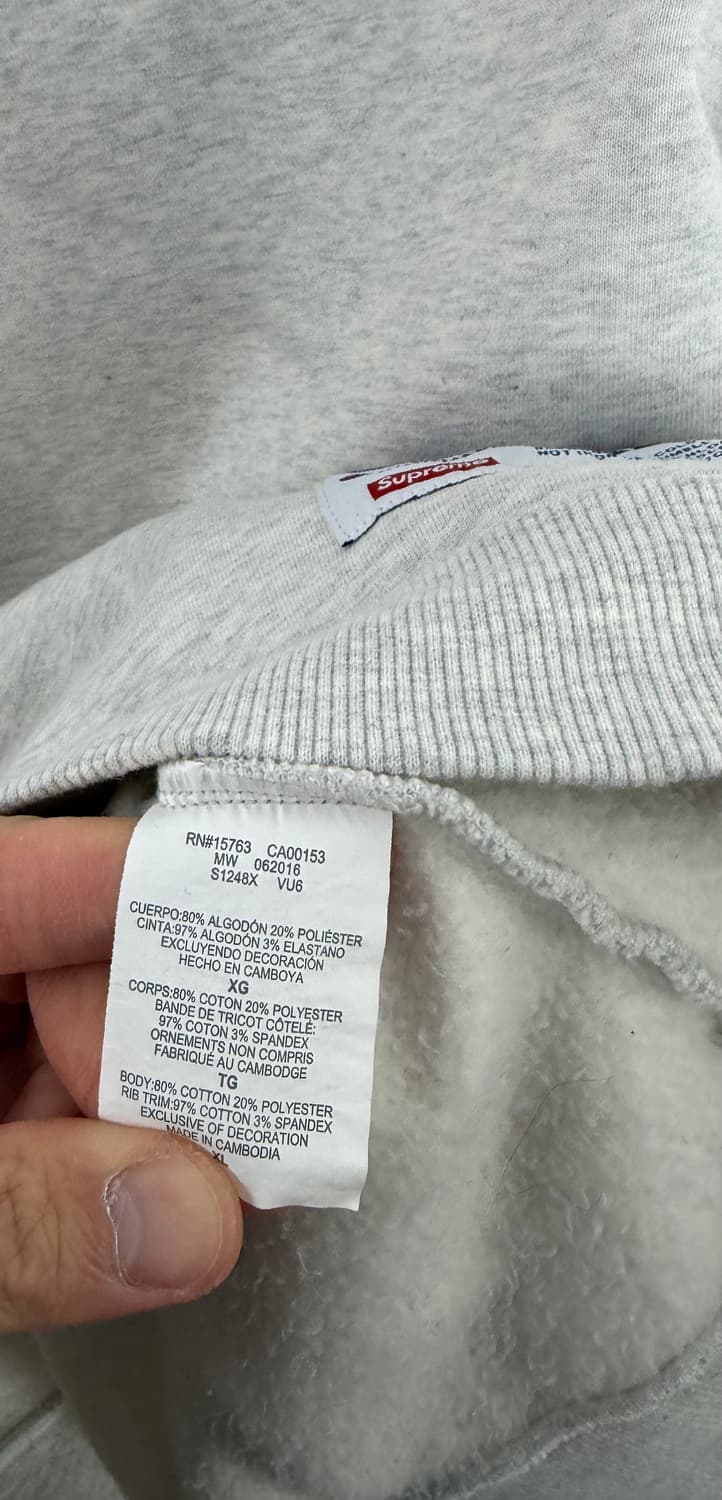 Supreme
NOT
RN#15763 CA00153
MW 062016
S1248X VU6
CUERPO:80% ALGODÓN 20% POLIÉSTER
CINTA:97% ALGODÓN 3% ELASTANO
EXCLUYENDO DECORACIÓN
HECHO EN CAMBOYA
XG
CORPS:80% COTON 20% POLYESTER
BANDE DE TRICOT CÔTELÉ:
97% COTON 3% SPANDEX
ORNEMENTS NON COMPRIS
FABRIQUÉ AU CAMBODGE
TG
BODY:80% COTTON 20% POLYESTER
RIB TRIM:97% COTTON 3% SPANDEX
EXCLUSIVE OF DECORATION
MADE IN CAMBODIA
XL